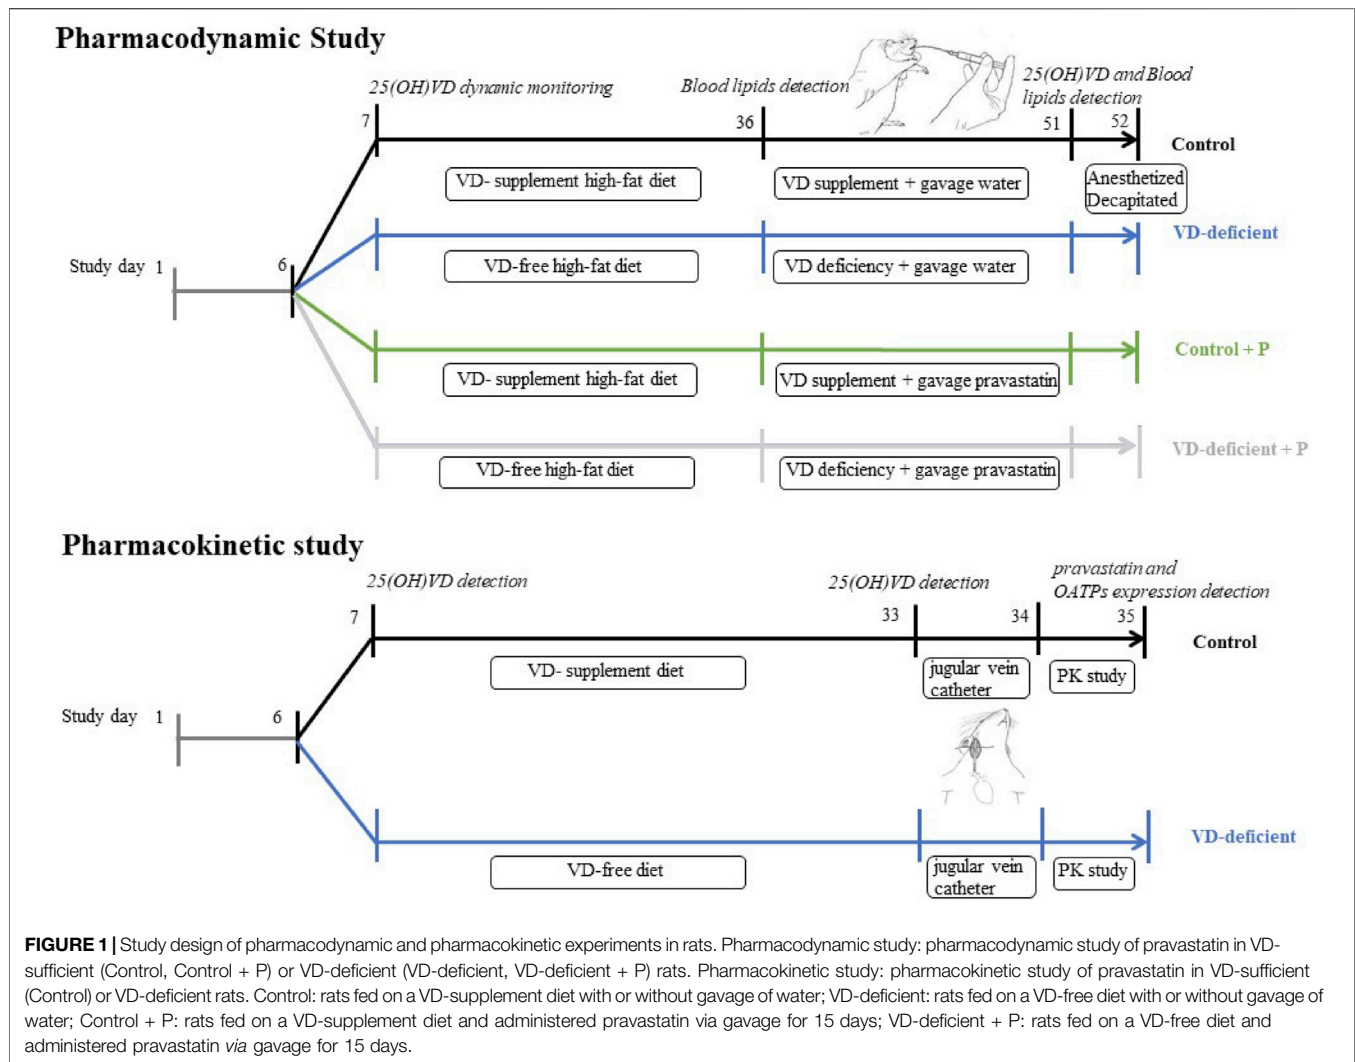 Pharmacodynamic Study
25(OH)VD dynamic monitoring
Blood lipids detection
25(OH)VD and Blood
lipids detection
7
36
51
52
Control
VD- supplement high-fat diet
VD supplement + gavage water
Anesthetized
Decapitated
VD-deficient
Study day 1
6
VD-free high-fat diet
VD deficiency + gavage water
Control + P
VD- supplement high-fat diet
VD supplement + gavage pravastatin
VD-deficient + P
VD-free high-fat diet
VD deficiency + gavage pravastatin
Pharmacokinetic study
25(OH)VD detection
25(OH)VD detection
pravastatin and
OATPs expression detection
7
33
34
35
Control
VD- supplement diet
jugular vein
catheter
PK study
Study day 1
6
T T
VD-deficient
VD-free diet
jugular vein
catheter
PK study
FIGURE 1 | Study design of pharmacodynamic and pharmacokinetic experiments in rats. Pharmacodynamic study: pharmacodynamic study of pravastatin in VD-
sufficient (Control, Control + P) or VD-deficient (VD-deficient, VD-deficient + P) rats. Pharmacokinetic study: pharmacokinetic study of pravastatin in VD-sufficient
(Control) or VD-deficient rats. Control: rats fed on a VD-supplement diet with or without gavage of water; VD-deficient: rats fed on a VD-free diet with or without gavage of
water; Control + P: rats fed on a VD-supplement diet and administered pravastatin via gavage for 15 days; VD-deficient + P: rats fed on a VD-free diet and
administered pravastatin via gavage for 15 days.